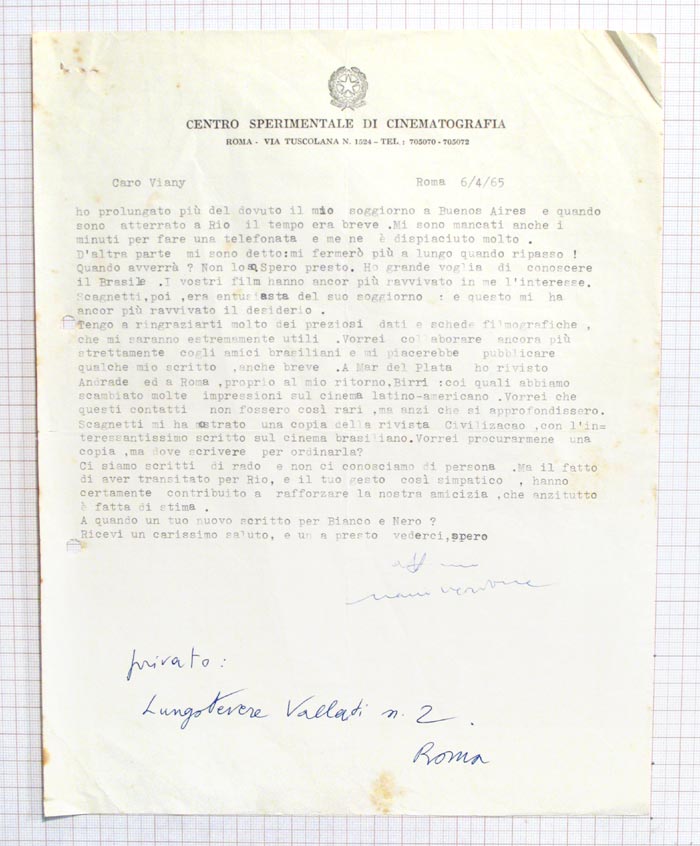 CENTRO SPERIMENTALE DI CINEMATOGRAFIA
ROMA - VIA TUSCOLANA N. 1524 - TEL.: 705070 - 705072
Caro Viany Roma 6/4/65
ho prolungato più del dovuto il mio soggiorno a Buenos Aires e quando
sono atterrato a Rio il tempo era breve .Mi sono mancati anche i
minuti per fare una telefonata e me ne è dispiaciuto molto .
D'altra parte mi sono detto:mi fermerò più a lungo quando ripasso !
Quando avverrà ? Non lo so.Spero presto. Ho grande voglia di conoscere
il Brasile .I vostri film hanno ancor più ravvivato in me l'interesse.
Scagnetti,poi ,era entusiasta del suo soggiorno : e questo mi ha
ancor più ravvivato il desiderio .
Tengo a ringraziarti molto dei preziosi dati e schede filmografiche ,
che mi saranno estremamente utili .Vorrei collaborare ancora più
strettamente cogli amici brasiliani e mi piacerebbe pubblicare
qualche mio scritto ,anche breve .A Mar del Plata ho rivisto
Andrade ed a Roma ,proprio al mio ritorno,Birri :coi quali abbiamo
scambiato molte impressioni sul cinema latino-americano .Vorrei che
questi contatti non fossero così rari ,ma anzi che si approfondissero.
Scagnetti mi ha mostrato una copia della rivista Civilizacao ,con l'in=
teressantissimo scritto sul cinema brasiliano.Vorrei procurarmene una
copia ,ma dove scrivere per ordinarla?
Ci siamo scritti di rado e non ci conosciamo di persona .Ma il fatto
di aver transitato per Rio, e il tuo gesto così simpatico , hanno
certamente contribuito a rafforzare la nostra amicizia ,che anzitutto
è fatta di stima .
A quando un tuo nuovo scritto per Bianco e Nero ?
Ricevi un carissimo saluto, e un a presto vederci,spero
privato :
Lungotevere Vallati n. 2 .
Roma